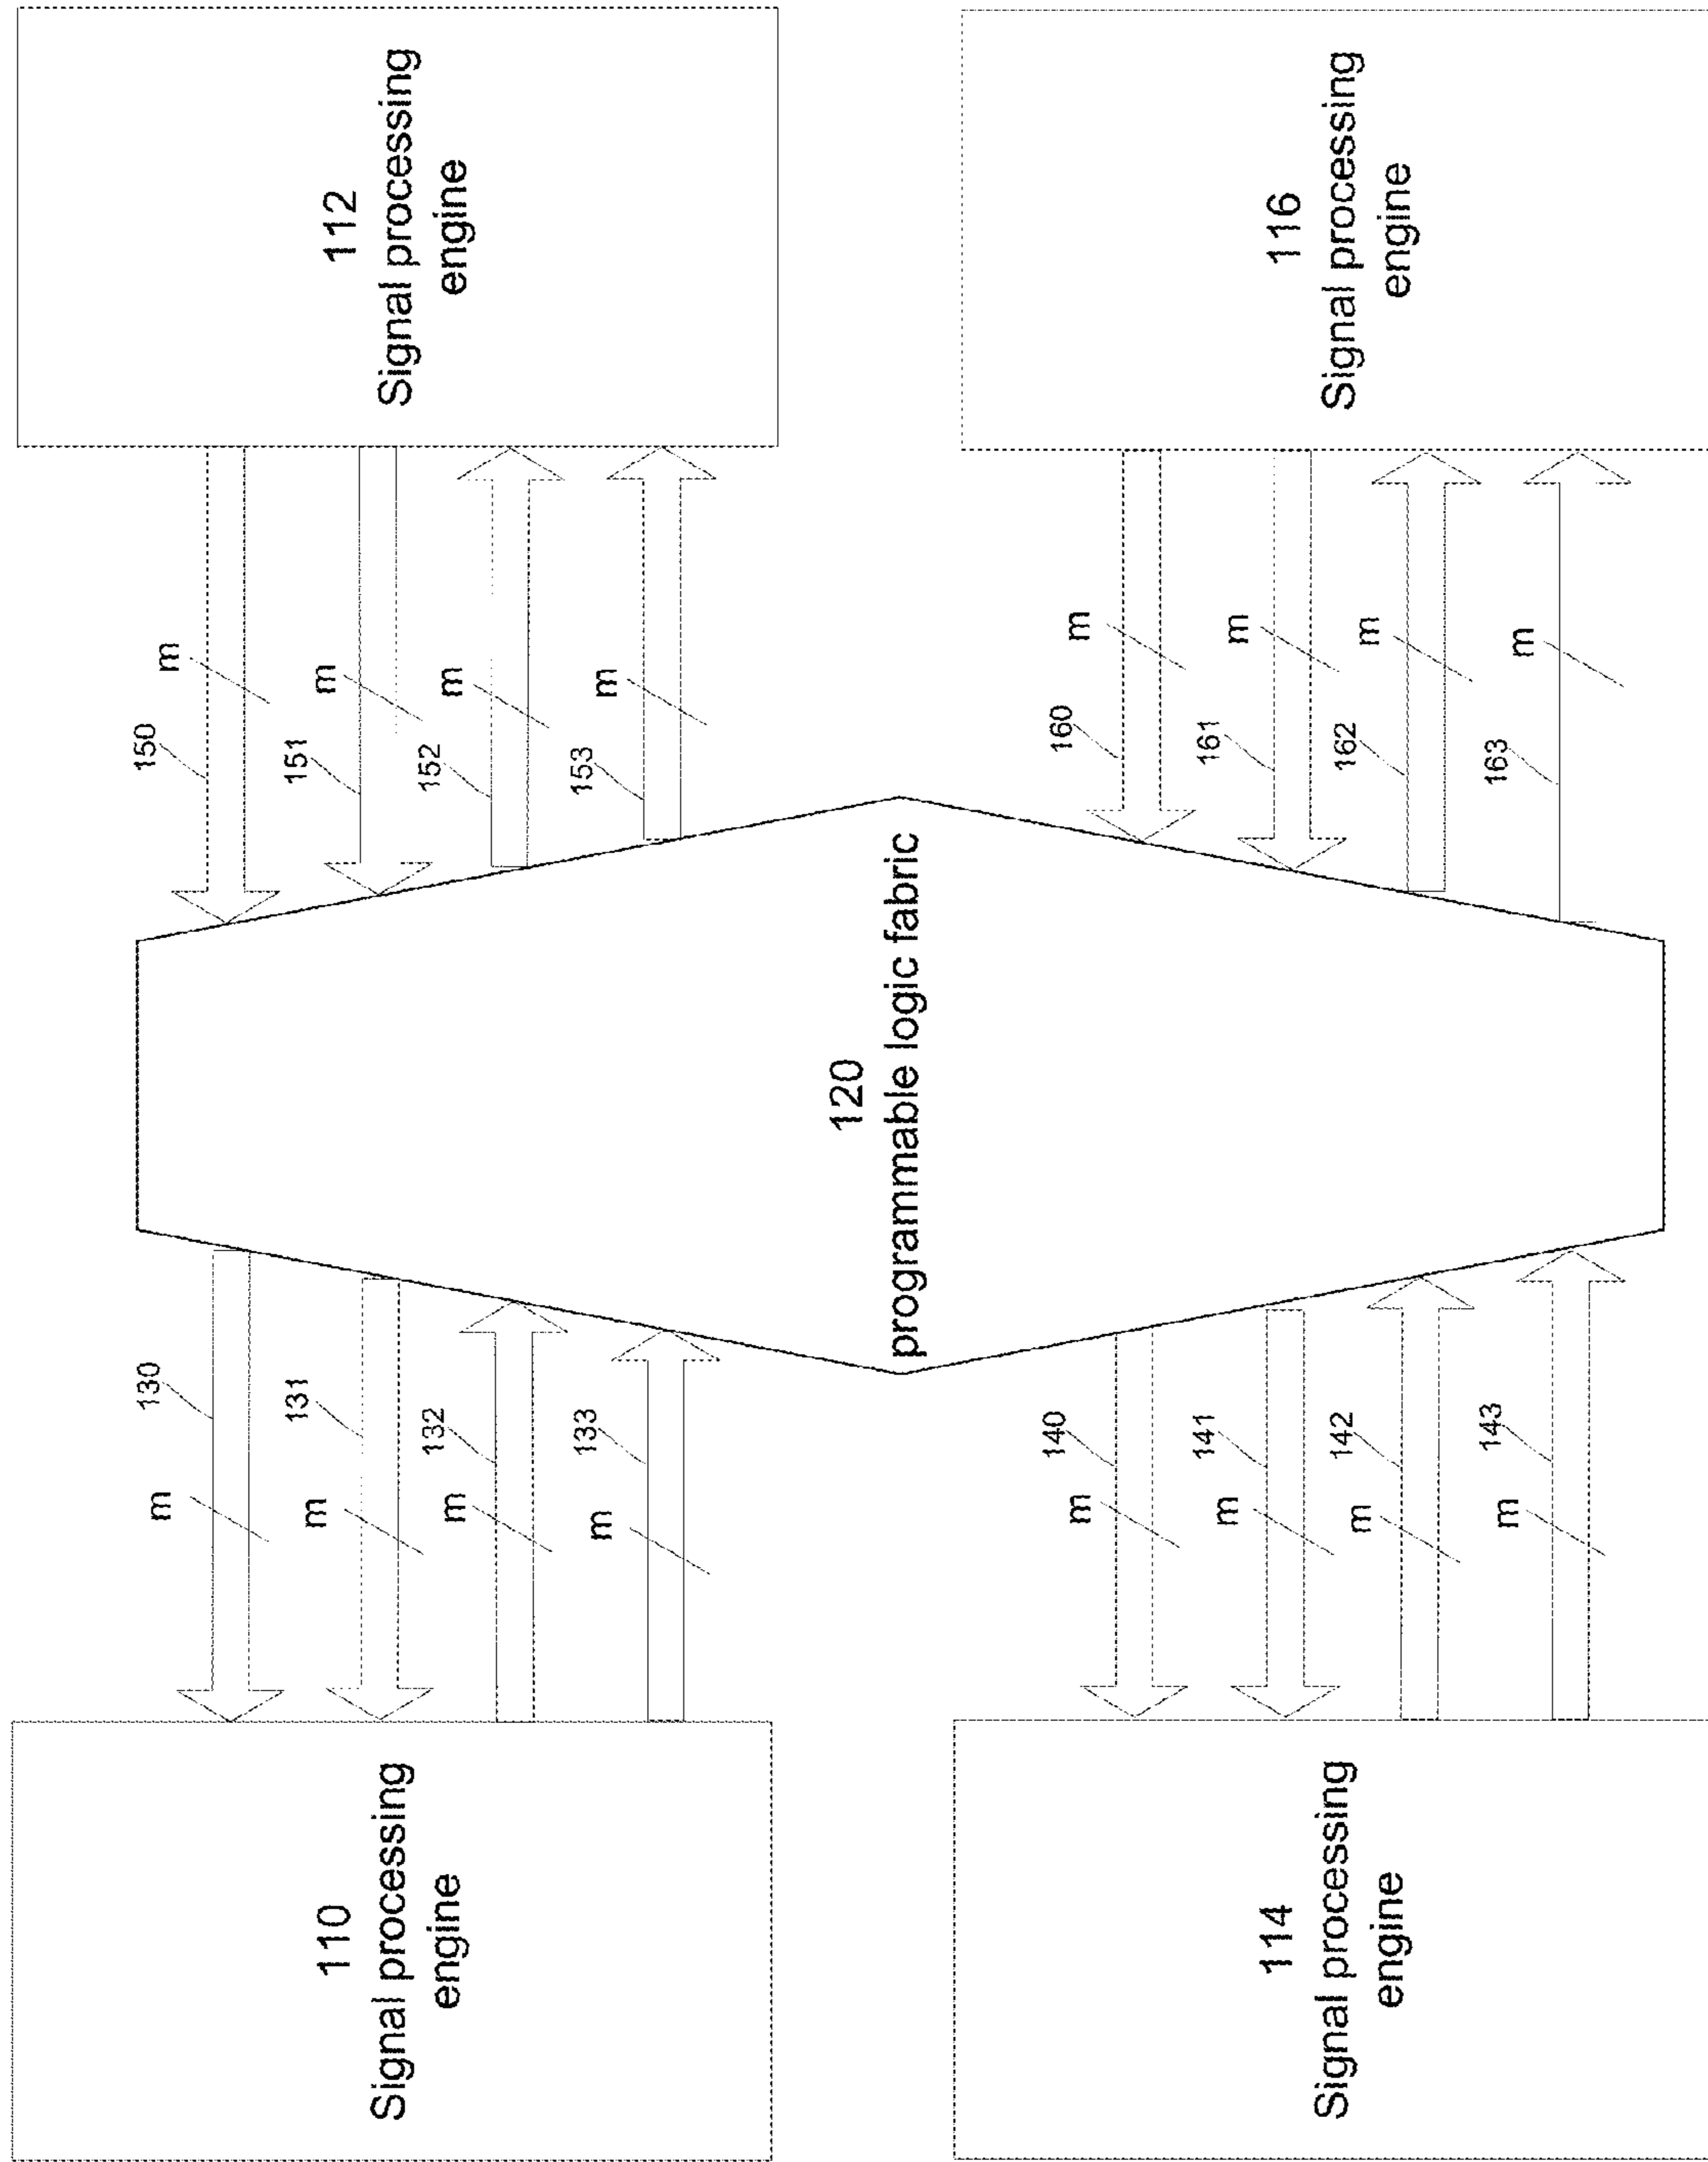 110
Signal processing
engine
130
m
131
m
132
m
133
m
150
m
151
m
152
m
153
m
112
Signal processing
engine
120
programmable logic fabric
114
Signal processing
engine
140
m
141
m
142
m
143
m
160
m
161
m
162
m
163
m
116
Signal processing
engine